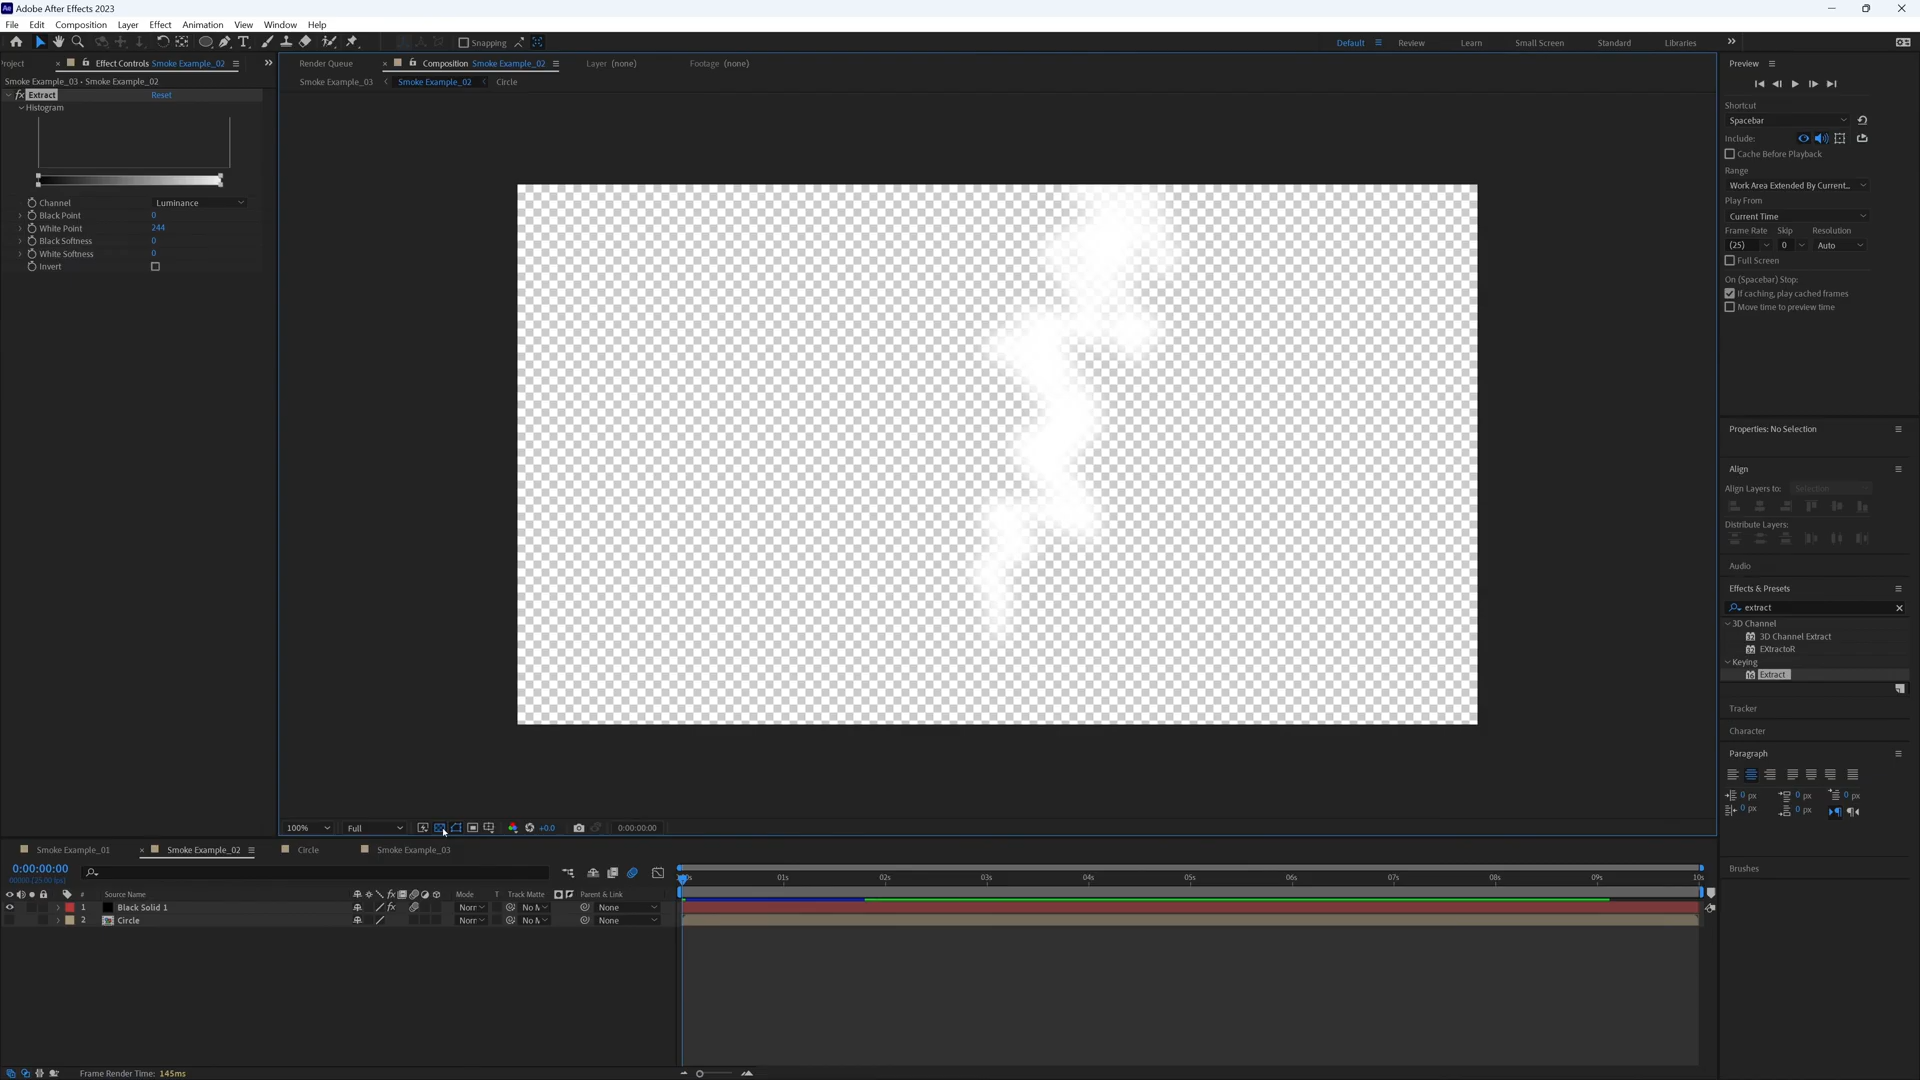 Adobe After Effects 2023
File Edit Composition Layer Effect Animation View Window Help
Snapping
Default Review Learn Small Screen Standard Libraries
roject
Effect Controls Smoke Example_02
Render Queue
Composition Smoke Example_02
Layer (none)
Footage (none)
Smoke Example_03 • Smoke Example_02
Smoke Example_03
Smoke Example_02
Circle
fx Extract Reset
Histogram
Channel Luminance
Black Point 0
White Point 244
Black Softness 0
White Softness 0
Invert
Preview
Shortcut
Spacebar
Include:
Cache Before Playback
Range
Work Area Extended By Current...
Play From
Current Time
Frame Rate Skip Resolution
(25) 0 Auto
Full Screen
On (Spacebar) Stop:
If caching, play cached frames
Move time to preview time
Properties: No Selection
Align
Align Layers to: Selection
Distribute Layers:
Audio
Effects & Presets
extract
3D Channel
3D Channel Extract
EXtractoR
Keying
Extract
Tracker
Character
Paragraph
0 px 0 px 0 px
0 px 0 px
Brushes
100% Full +0.0 0:00:00:00
Smoke Example_01
Smoke Example_02
Circle
Smoke Example_03
0:00:00:00
01s 02s 03s 04s 05s 06s 07s 08s 09s 10s
# Source Name Mode T Track Matte Parent & Link
1 Black Solid 1 Norr No M None
2 Circle Norr No M None
Frame Render Time: 145ms